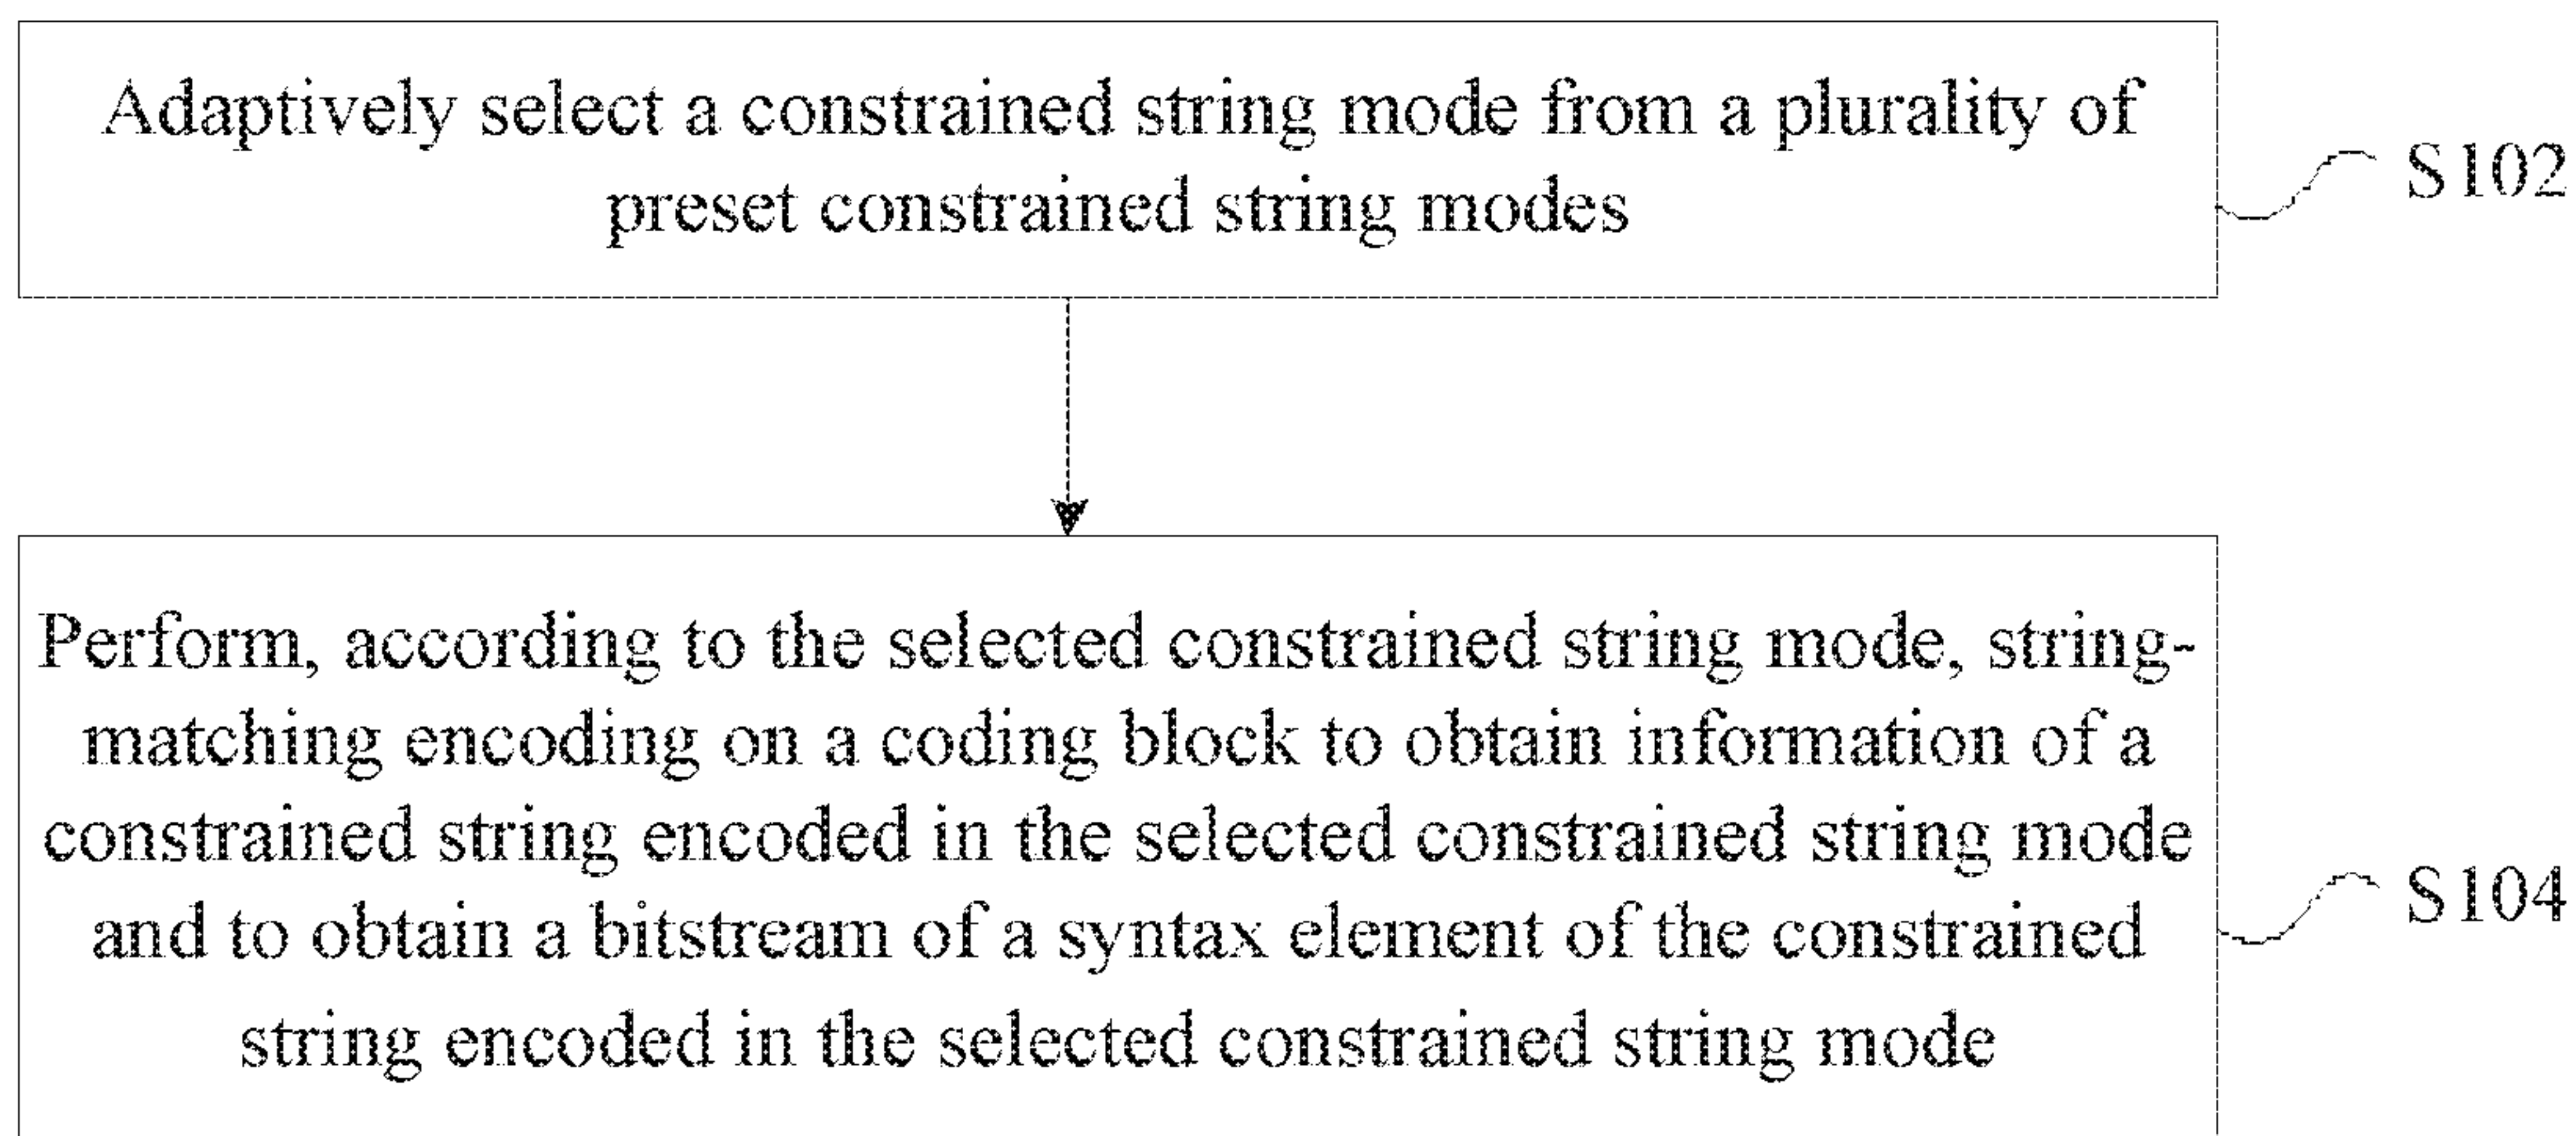 Adaptively select a constrained string mode from a plurality of
preset constrained string modes
S102
Perform, according to the selected constrained string mode, string-
matching encoding on a coding block to obtain information of a
constrained string encoded in the selected constrained string mode
and to obtain a bitstream of a syntax element of the constrained
string encoded in the selected constrained string mode
S104